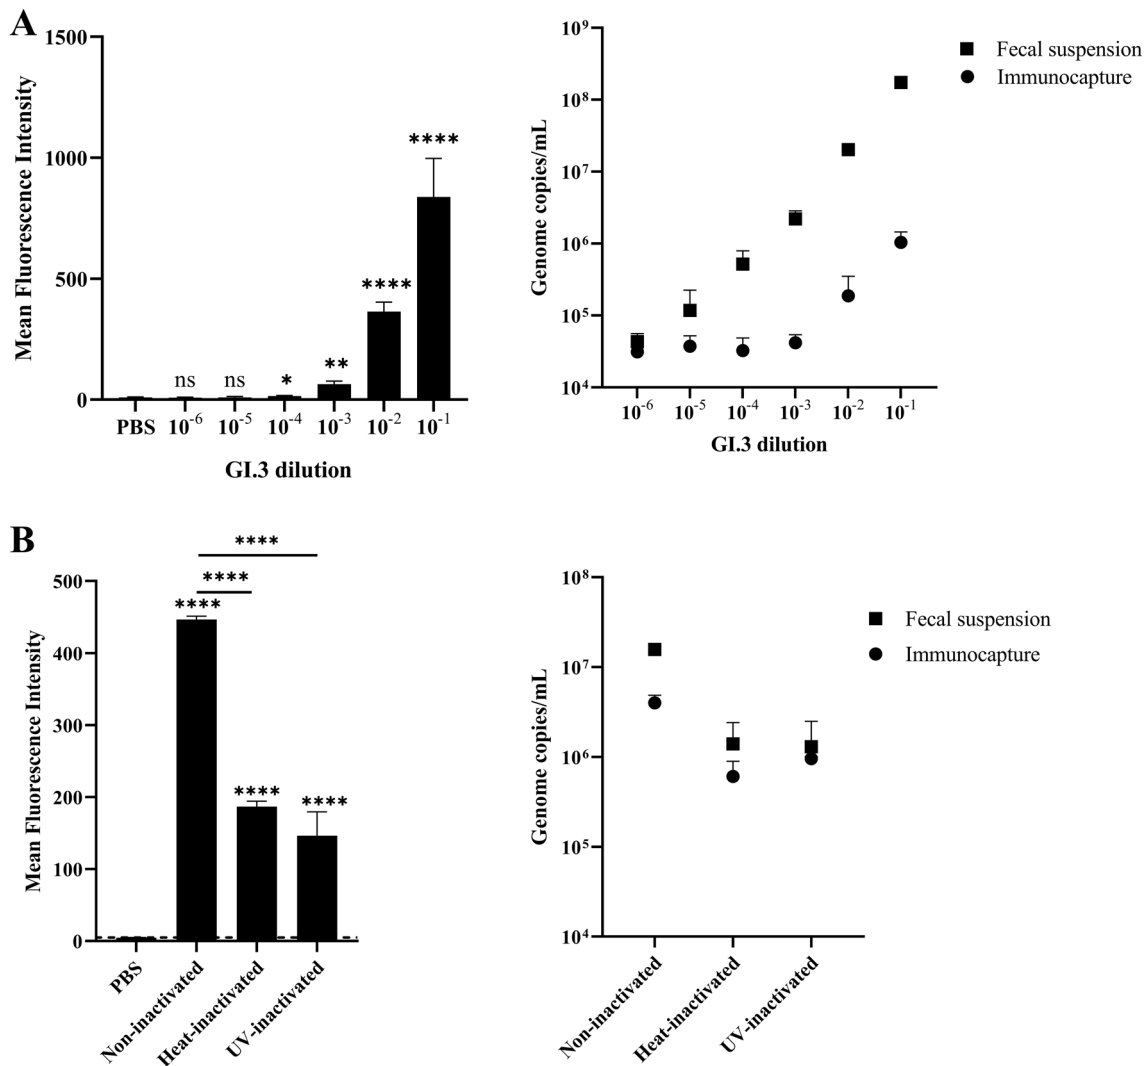 A
Mean Fluorescence Intensity
1500
1000
500
0
ns
ns
*
**
****
****
PBS 10-6 10-5 10-4 10-3 10-2 10-1
GI.3 dilution
Genome copies/mL
109
108
107
106
105
104
10-6 10-5 10-4 10-3 10-2 10-1
GI.3 dilution
Fecal suspension
Immunocapture
B
Mean Fluorescence Intensity
500
400
300
200
100
0
****
****
****
****
****
PBS
Non-inactivated
Heat-inactivated
UV-inactivated
Genome copies/mL
108
107
106
105
104
Non-inactivated
Heat-inactivated
UV-inactivated
Fecal suspension
Immunocapture